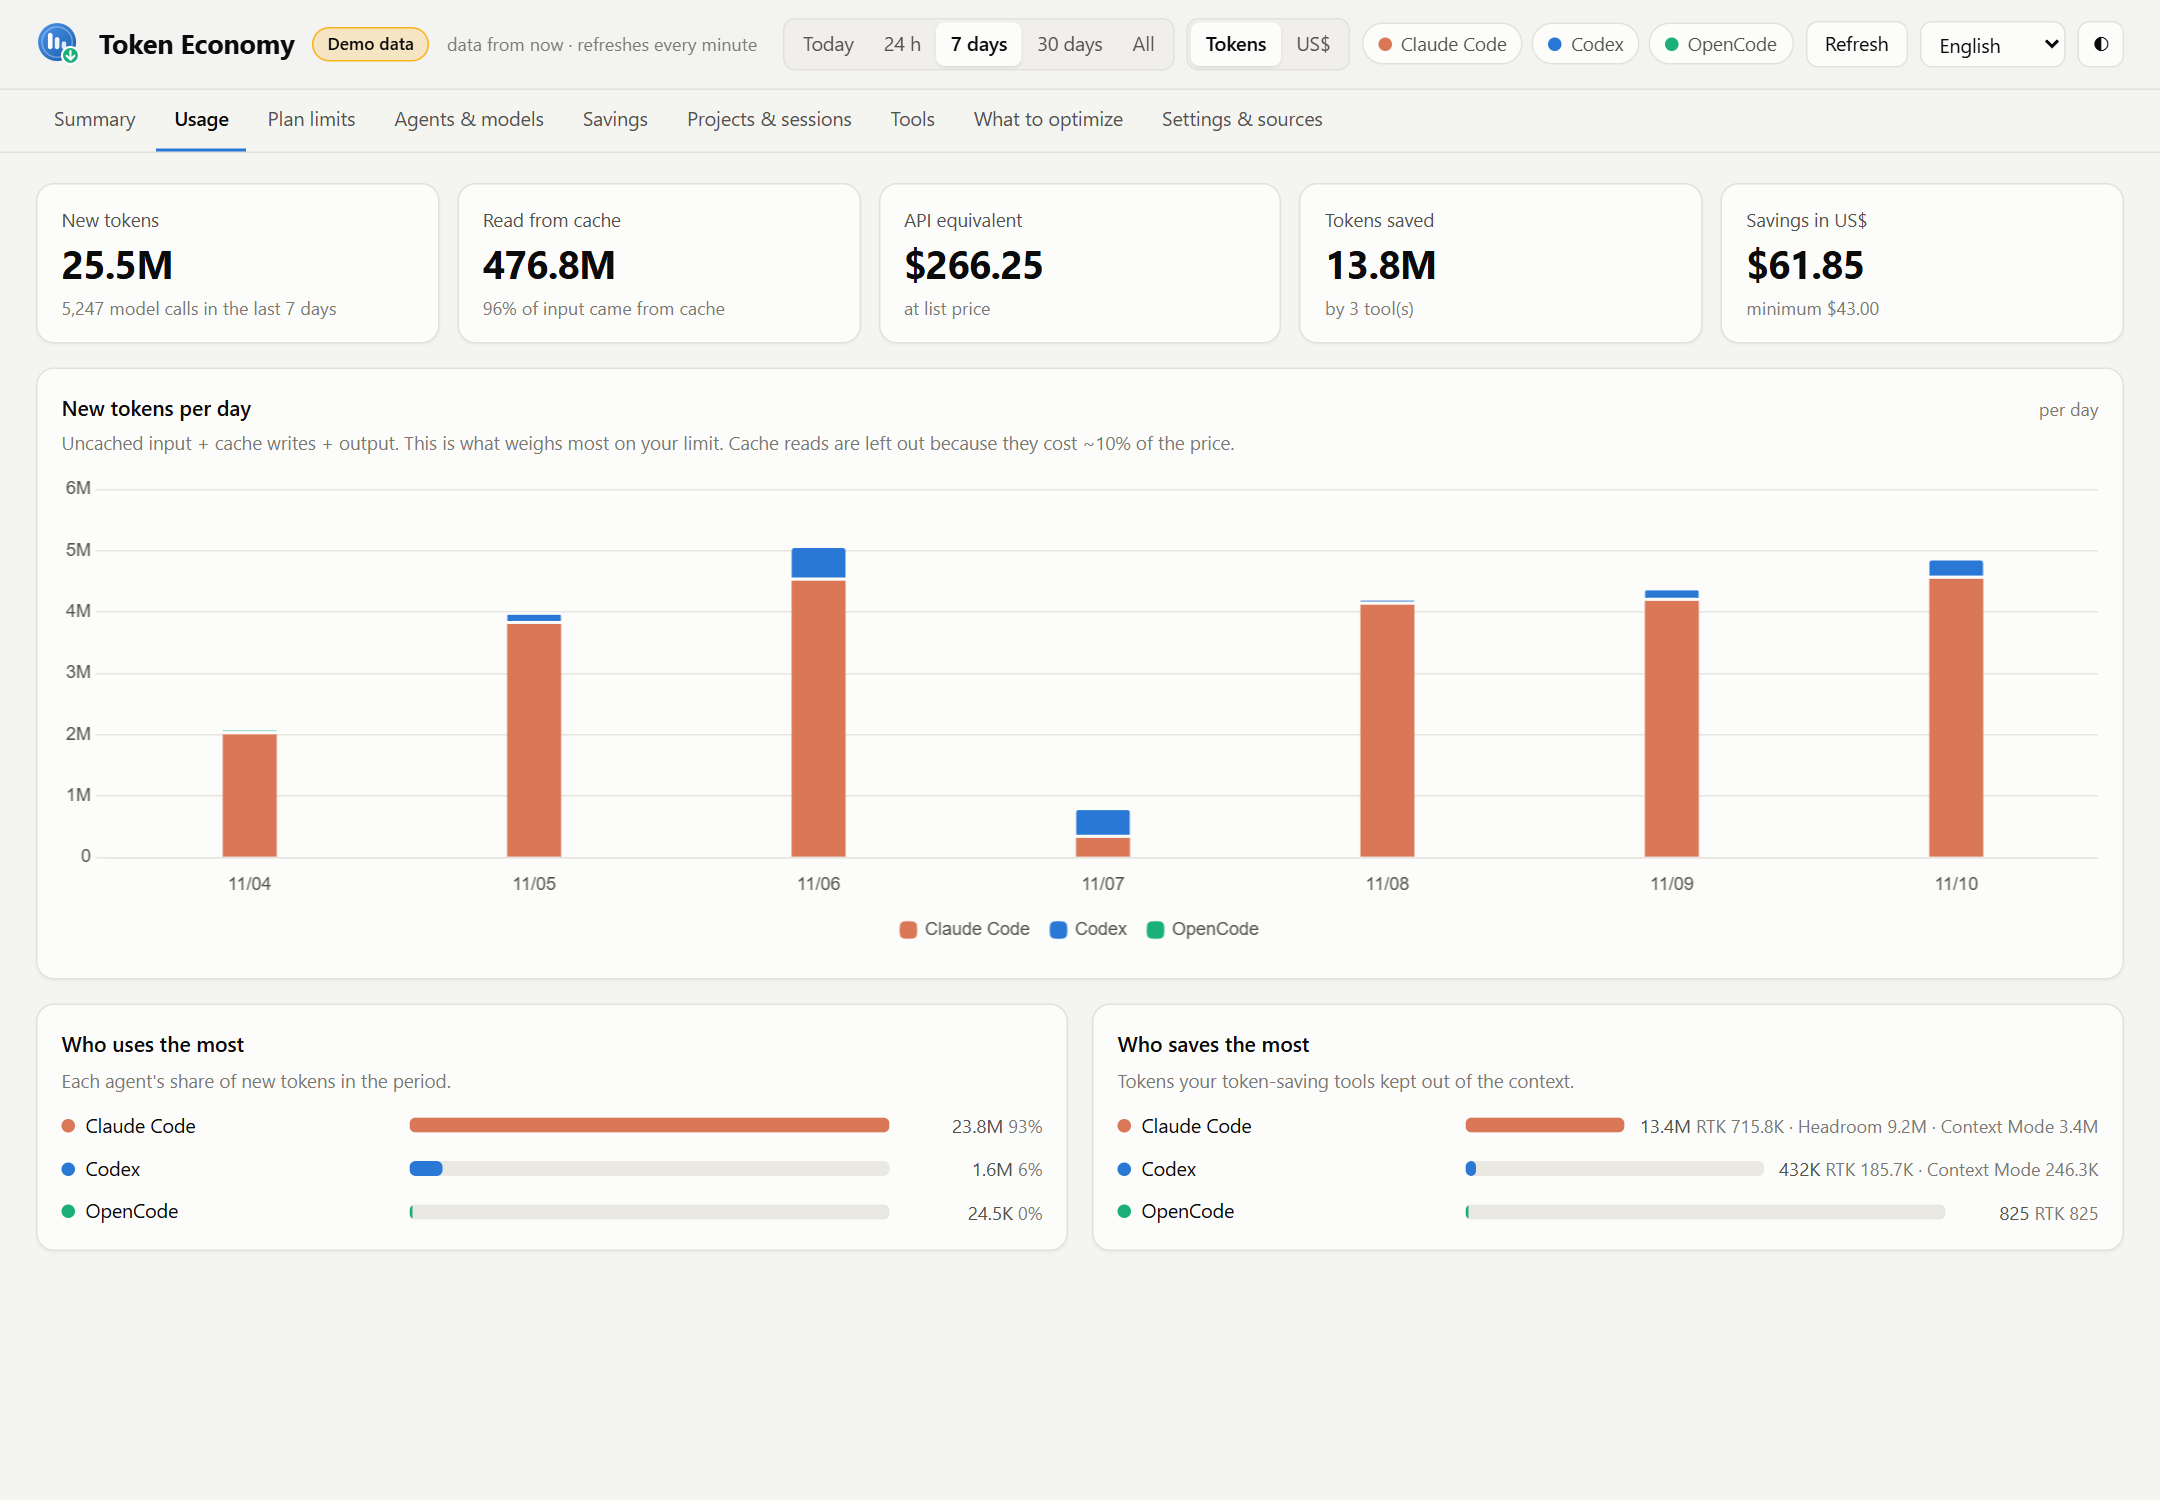 Token Economy Demo data data from now · refreshes every minute Today 24 h 7 days 30 days All Tokens US$ Claude Code Codex OpenCode Refresh English
Summary Usage Plan limits Agents & models Savings Projects & sessions Tools What to optimize Settings & sources
New tokens
25.5M
5,247 model calls in the last 7 days
Read from cache
476.8M
96% of input came from cache
API equivalent
$266.25
at list price
Tokens saved
13.8M
by 3 tool(s)
Savings in US$
$61.85
minimum $43.00
New tokens per day per day
Uncached input + cache writes + output. This is what weighs most on your limit. Cache reads are left out because they cost ~10% of the price.
6M
5M
4M
3M
2M
1M
0
11/04 11/05 11/06 11/07 11/08 11/09 11/10
Claude Code Codex OpenCode
Who uses the most
Each agent's share of new tokens in the period.
Claude Code 23.8M 93%
Codex 1.6M 6%
OpenCode 24.5K 0%
Who saves the most
Tokens your token-saving tools kept out of the context.
Claude Code 13.4M RTK 715.8K · Headroom 9.2M · Context Mode 3.4M
Codex 432K RTK 185.7K · Context Mode 246.3K
OpenCode 825 RTK 825